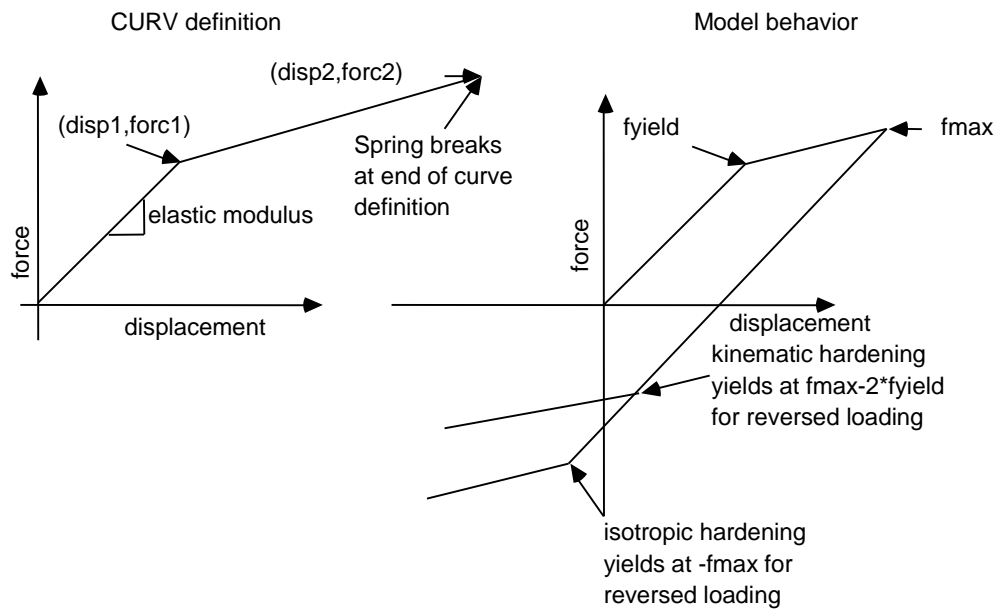 CURV definition
(disp2,forc2)
(disp1,forc1)
Spring breaks
at end of curve
definition
elastic modulus
force
displacement
Model behavior
fyield
fmax
force
displacement
kinematic hardening
yields at fmax-2*fyield
for reversed loading
isotropic hardening
yields at -fmax for
reversed loading